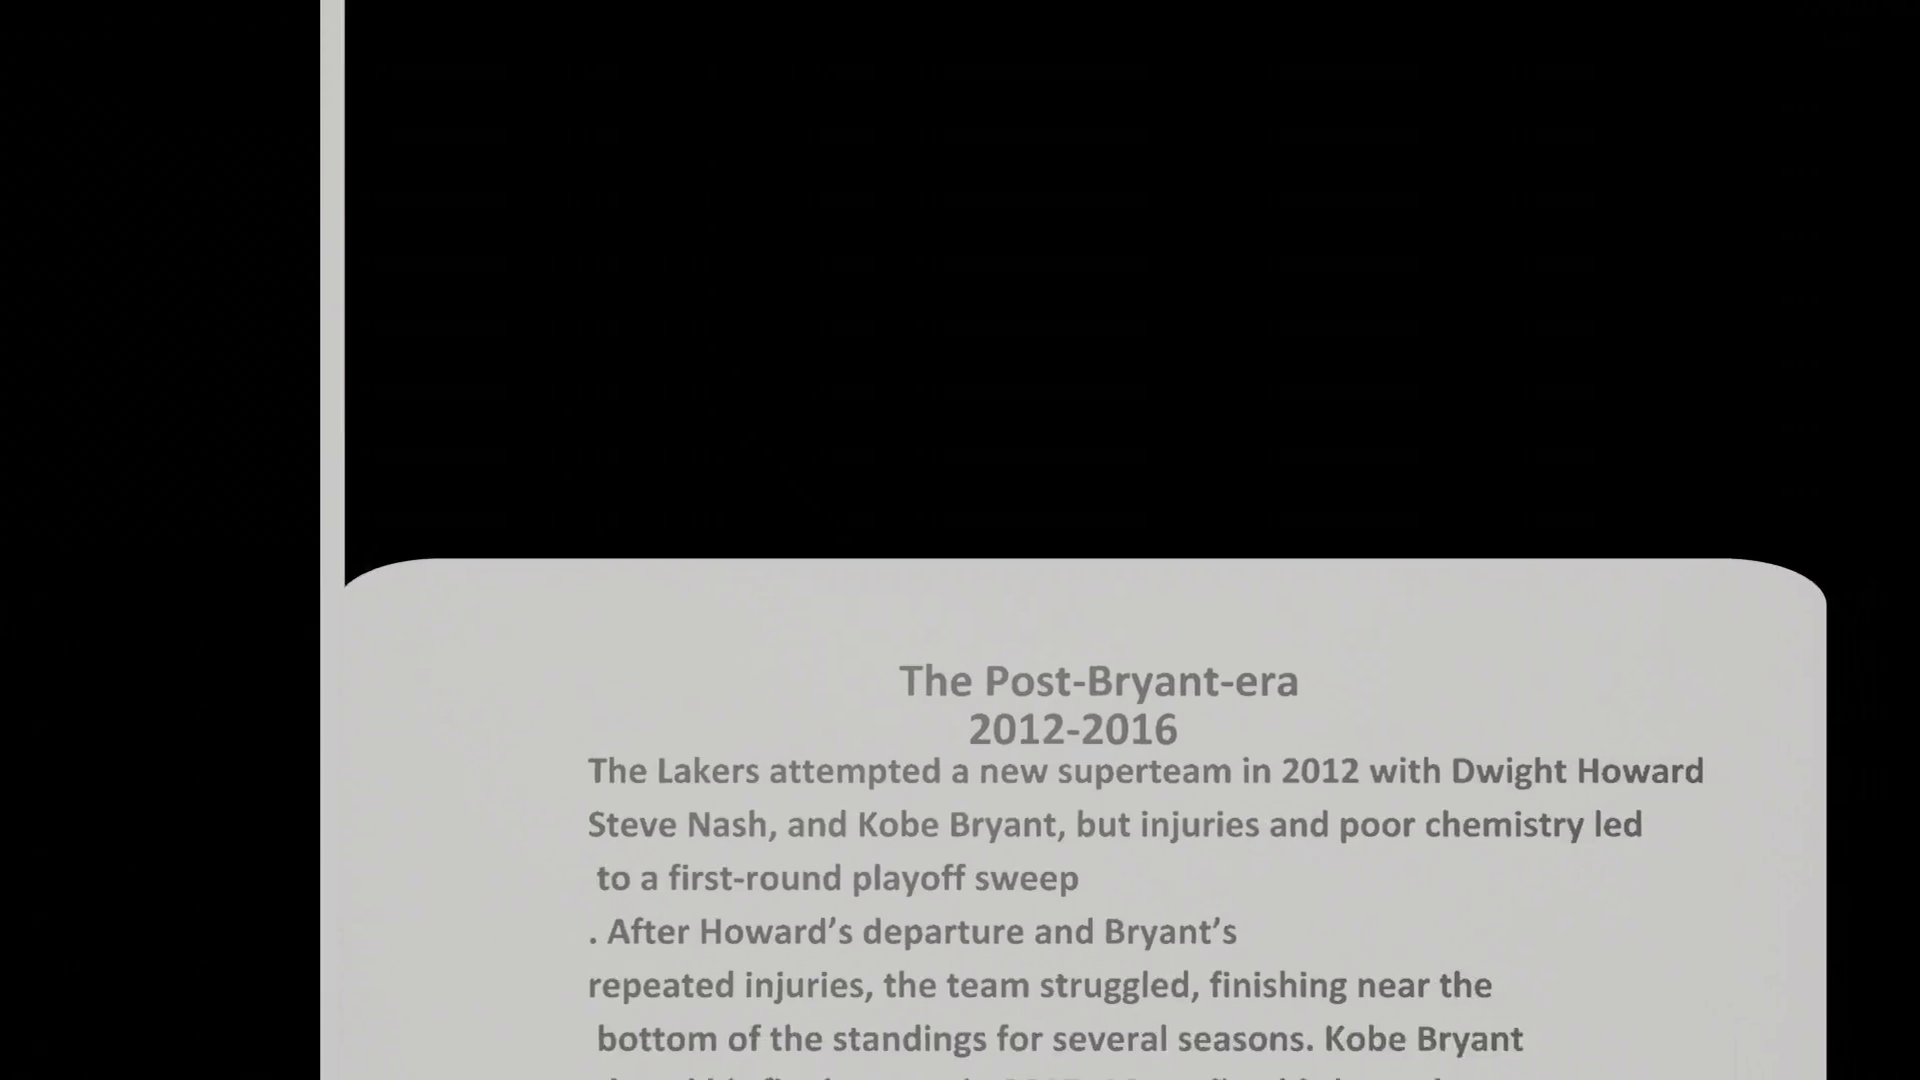 The Post-Bryant-era
2012-2016
The Lakers attempted a new superteam in 2012 with Dwight Howard
Steve Nash, and Kobe Bryant, but injuries and poor chemistry led
to a first-round playoff sweep
. After Howard’s departure and Bryant’s
repeated injuries, the team struggled, finishing near the
bottom of the standings for several seasons. Kobe Bryant